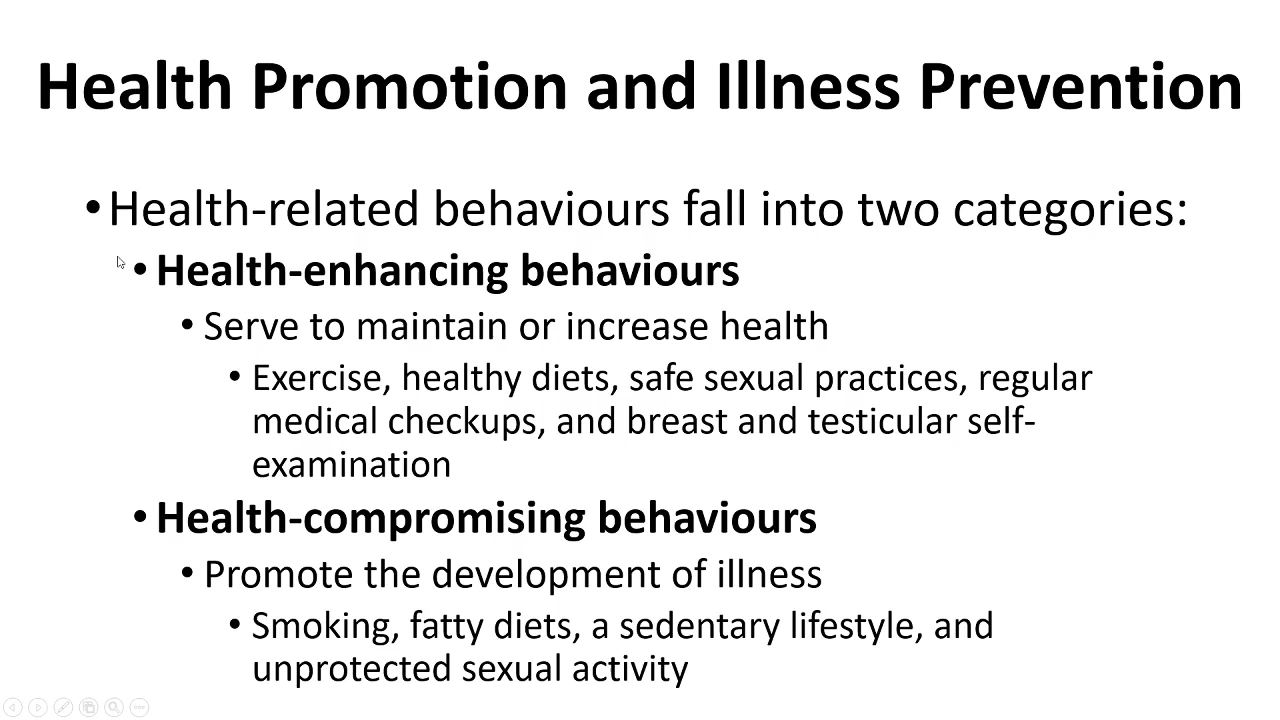 Health Promotion and Illness Prevention
•Health-related behaviours fall into two categories:
•Health-enhancing behaviours
• Serve to maintain or increase health
• Exercise, healthy diets, safe sexual practices, regular
medical checkups, and breast and testicular self-
examination
•Health-compromising behaviours
• Promote the development of illness
• Smoking, fatty diets, a sedentary lifestyle, and
unprotected sexual activity